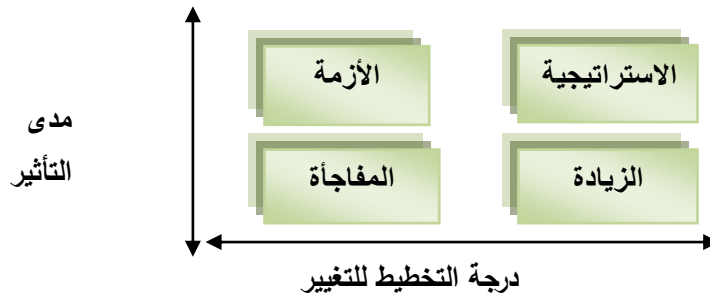 الاستراتيجية
الأزمة
مدى
التأثير
الزيادة
المفاجأة
درجة التخطيط للتغيير